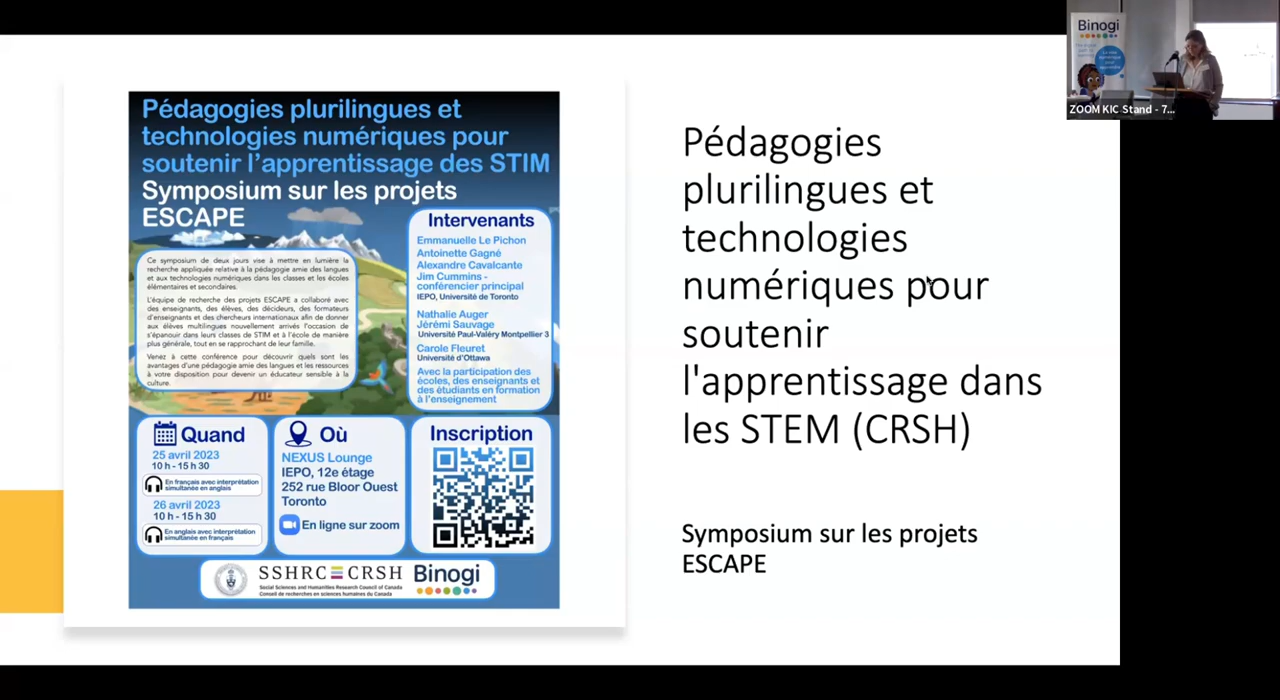 Pédagogies plurilingues et
technologies numériques pour
soutenir l'apprentissage des STIM
Symposium sur les projets
ESCAPE
Ce symposium de deux jours vise à mettre en lumière la
recherche appliquée relative à la pédagogie amie des langues
et aux technologies numériques dans les classes et les écoles
élémentaires et secondaires.
L'équipe de recherche des projets ESCAPE a collaboré avec
des enseignants, des élèves, des décideurs, des formateurs
d'enseignants et des chercheurs internationaux afin de donner
aux élèves multilingues nouvellement arrivés l'occasion de
s'épanouir dans leurs classes de STIM et à l'école de manière
plus générale, tout en se rapprochant de leur famille.
Venez à cette conférence pour découvrir quels sont les
avantages d'une pédagogie amie des langues et les ressources
à votre disposition pour devenir un éducateur sensible à la
culture.
Intervenants
Emmanuelle Le Pichon
Antoinette Gagné
Alexandre Cavalcante
Jim Cummins -
conférencier principal
IEPO, Université de Toronto
Nathalie Auger
Jérémi Sauvage
Université Paul-Valéry Montpellier 3
Carole Fleuret
Université d'Ottawa
Avec la participation des
écoles, des enseignants et
des étudiants en formation
à l'enseignement
Quand
25 avril 2023
10 h - 15 h 30
En français avec interprétation
simultanée en anglais
26 avril 2023
10 h - 15 h 30
En anglais avec interprétation
simultanée en français
Où
NEXUS Lounge
IEPO, 12e étage
252 rue Bloor Ouest
Toronto
En ligne sur zoom
Inscription
SSHRC CRSH
Social Sciences and Humanities Research Council of Canada
Conseil de recherches en sciences humaines du Canada
Binogi
Pédagogies
plurilingues et
technologies
numériques pour
soutenir
l'apprentissage dans
les STEM (CRSH)
Symposium sur les projets
ESCAPE
Binogi
ZOOM KIC Stand - 7...